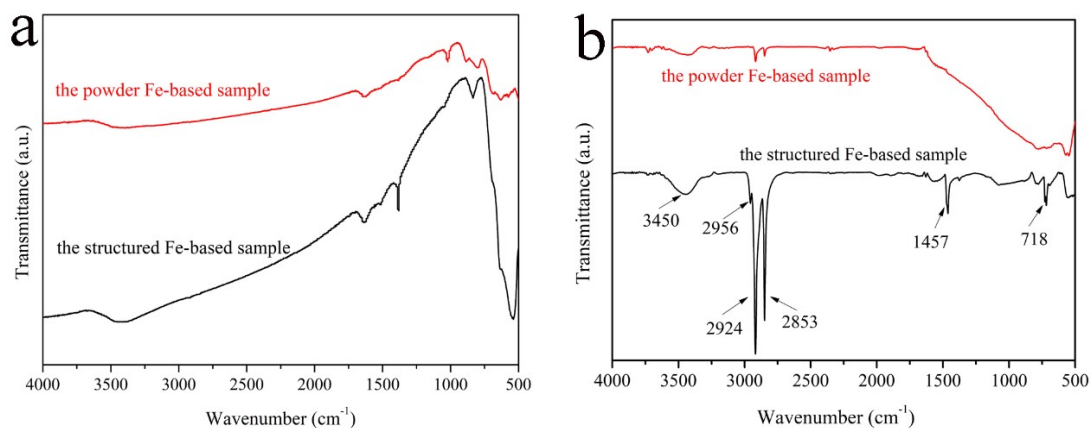 a
the powder Fe-based sample
the structured Fe-based sample
Transmittance (a.u.)
4000 3500 3000 2500 2000 1500 1000 500
Wavenumber (cm⁻¹)
b
the powder Fe-based sample
the structured Fe-based sample
3450
2956
1457
718
2924
2853
Transmittance (a.u.)
4000 3500 3000 2500 2000 1500 1000 500
Wavenumber (cm⁻¹)